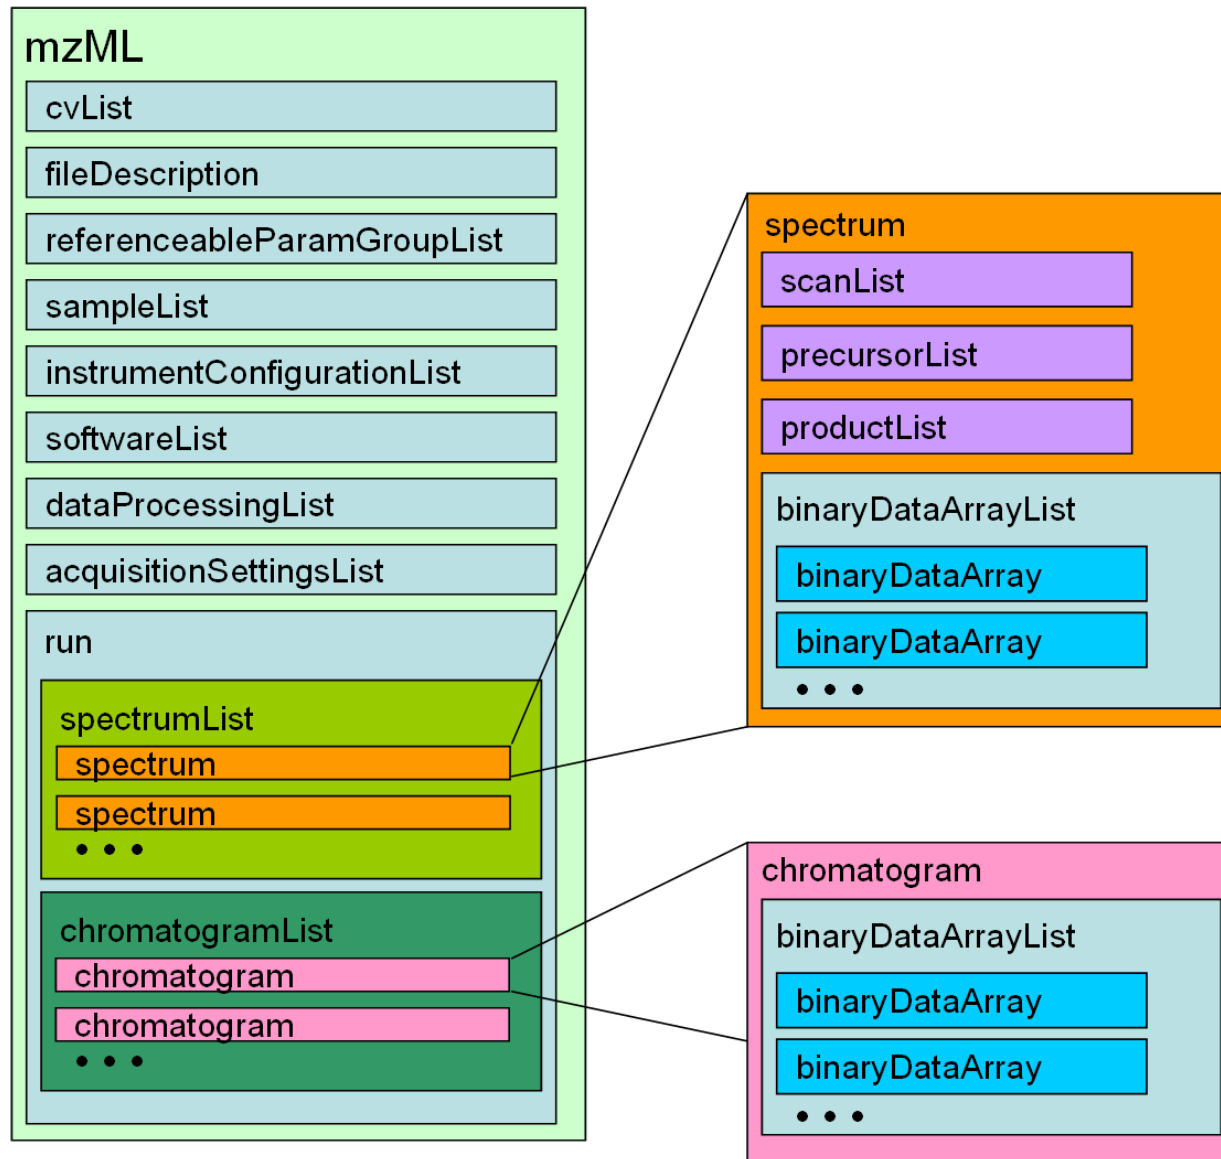 mzML
cvList
fileDescription
referenceableParamGroupList
sampleList
instrumentConfigurationList
softwareList
dataProcessingList
acquisitionSettingsList
run
spectrumList
spectrum
spectrum
• • •
chromatogramList
chromatogram
chromatogram
• • •
spectrum
scanList
precursorList
productList
binaryDataArrayList
binaryDataArray
binaryDataArray
• • •
chromatogram
binaryDataArrayList
binaryDataArray
binaryDataArray
• • •